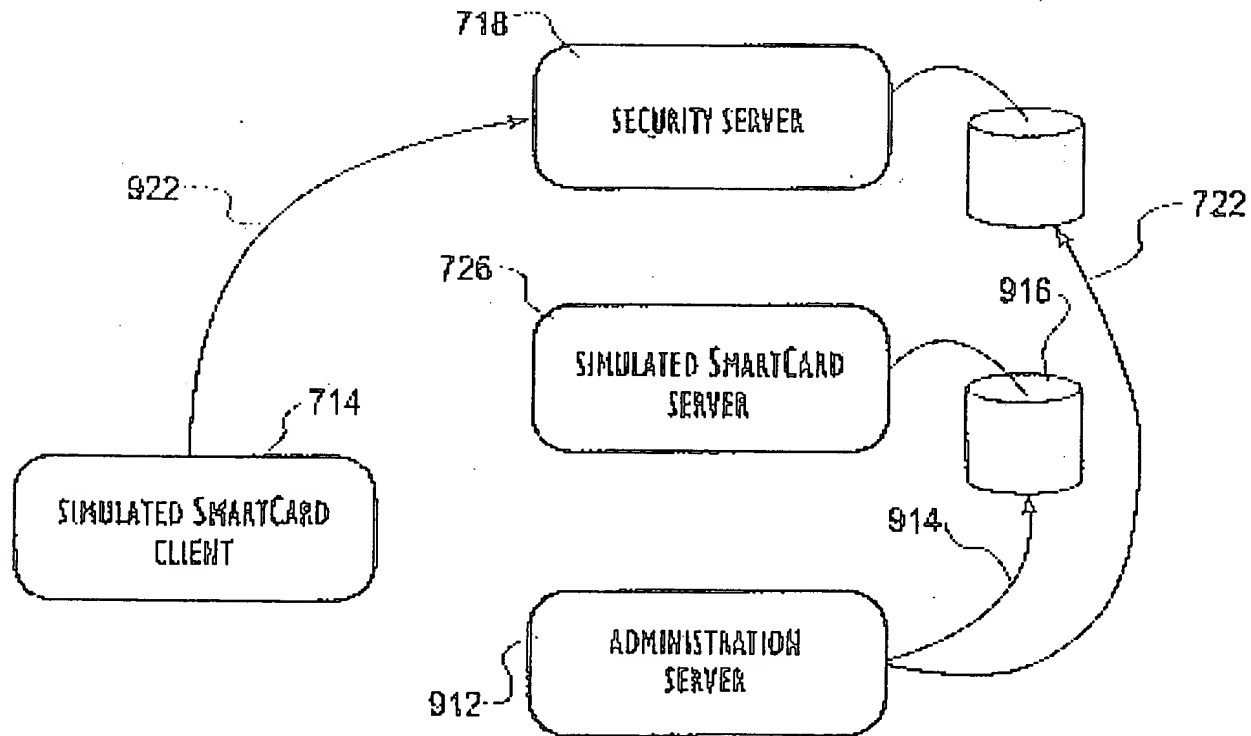 718
SECURITY SERVER
922
722
726
916
SIMULATED SMARTCARD
SERVER
714
SIMULATED SMARTCARD
CLIENT
914
ADMINISTRATION
SERVER
912